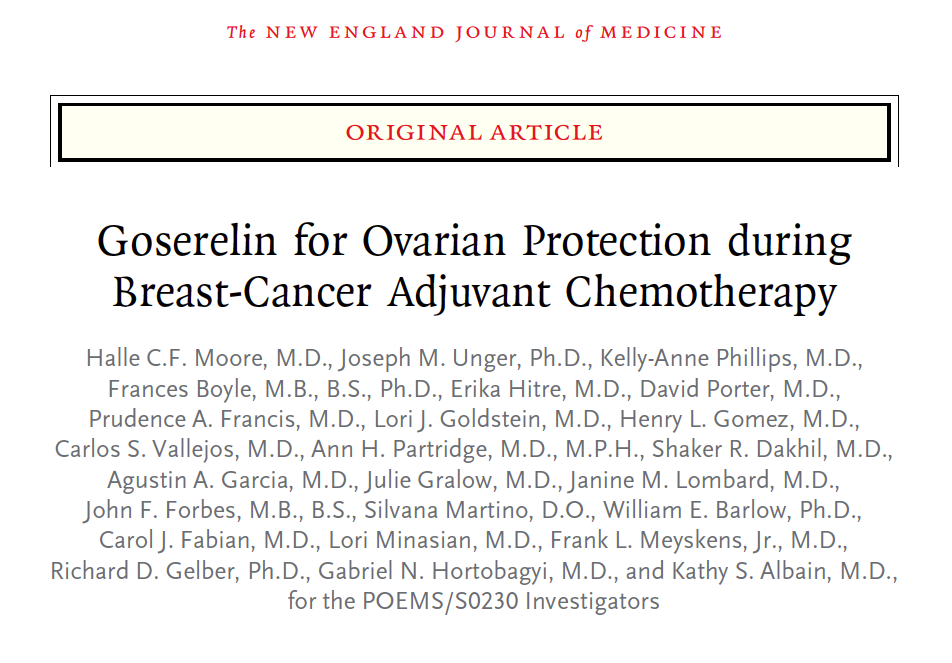 The NEW ENGLAND JOURNAL of MEDICINE
ORIGINAL ARTICLE
Goserelin for Ovarian Protection during
Breast-Cancer Adjuvant Chemotherapy
Halle C.F. Moore, M.D., Joseph M. Unger, Ph.D., Kelly-Anne Phillips, M.D.,
Frances Boyle, M.B., B.S., Ph.D., Erika Hitre, M.D., David Porter, M.D.,
Prudence A. Francis, M.D., Lori J. Goldstein, M.D., Henry L. Gomez, M.D.,
Carlos S. Vallejos, M.D., Ann H. Partridge, M.D., M.P.H., Shaker R. Dakhil, M.D.,
Agustin A. Garcia, M.D., Julie Gralow, M.D., Janine M. Lombard, M.D.,
John F. Forbes, M.B., B.S., Silvana Martino, D.O., William E. Barlow, Ph.D.,
Carol J. Fabian, M.D., Lori Minasian, M.D., Frank L. Meyskens, Jr., M.D.,
Richard D. Gelber, Ph.D., Gabriel N. Hortobagyi, M.D., and Kathy S. Albain, M.D.,
for the POEMS/S0230 Investigators